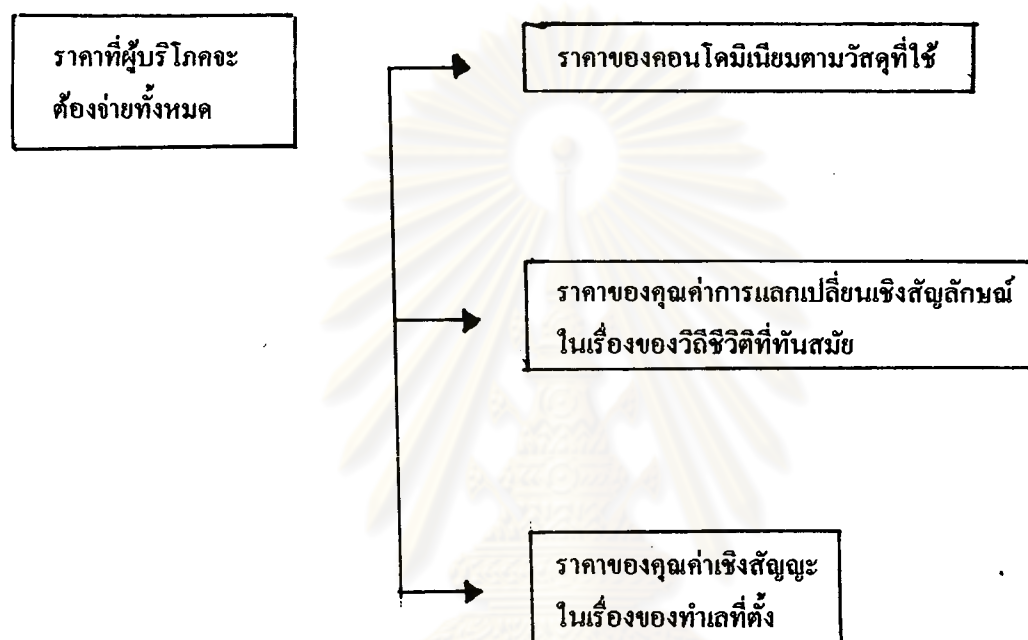 ราคาที่ผู้บริโภคจะ
ต้องจ่ายทั้งหมด
ราคาของคอนโดมิเนียมตามวัสดุที่ใช้
ราคาของคุณค่าการแลกเปลี่ยนเชิงสัญลักษณ์
ในเรื่องของวิถีชีวิติที่ทันสมัย
ราคาของคุณค่าเชิงสัญญะ
ในเรื่องของทำเลที่ตั้ง